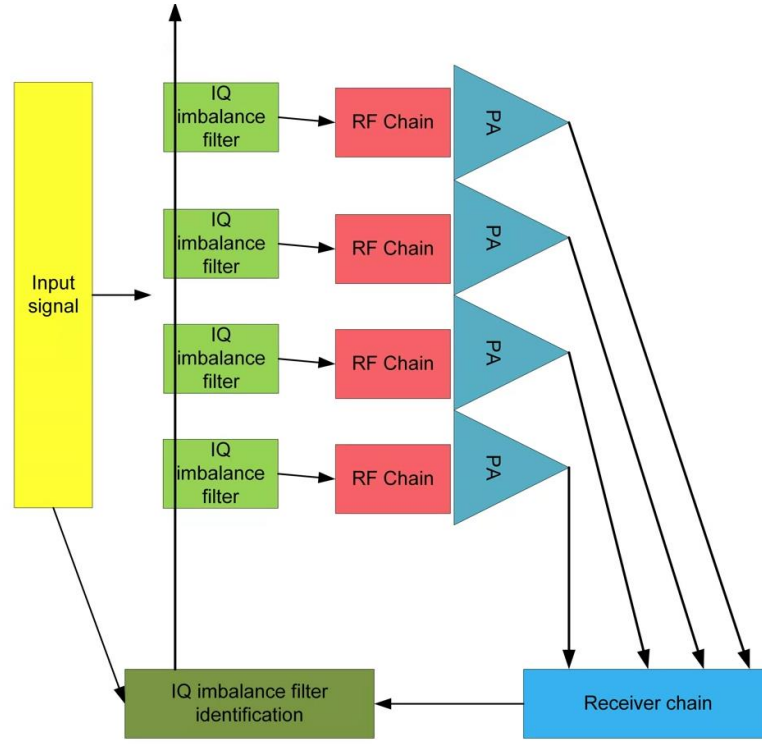 IQ
imbalance
filter
RF Chain
PA
IQ
imbalance
filter
RF Chain
PA
Input
signal
IQ
imbalance
filter
RF Chain
PA
IQ
imbalance
filter
RF Chain
PA
IQ imbalance filter
identification
Receiver chain